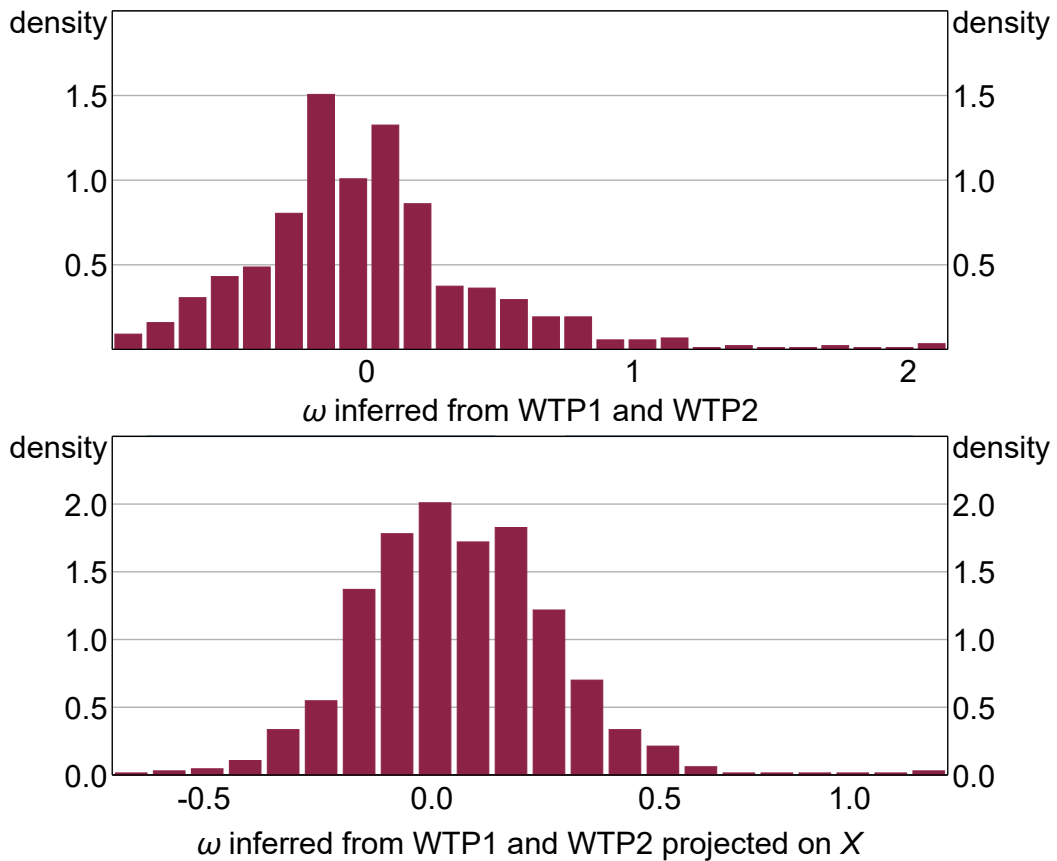 density density
1.5 1.5
1.0 1.0
0.5 0.5
0 1 2
ω inferred from WTP1 and WTP2
density density
2.0 2.0
1.5 1.5
1.0 1.0
0.5 0.5
0.0 0.0
-0.5 0.0 0.5 1.0
ω inferred from WTP1 and WTP2 projected on X